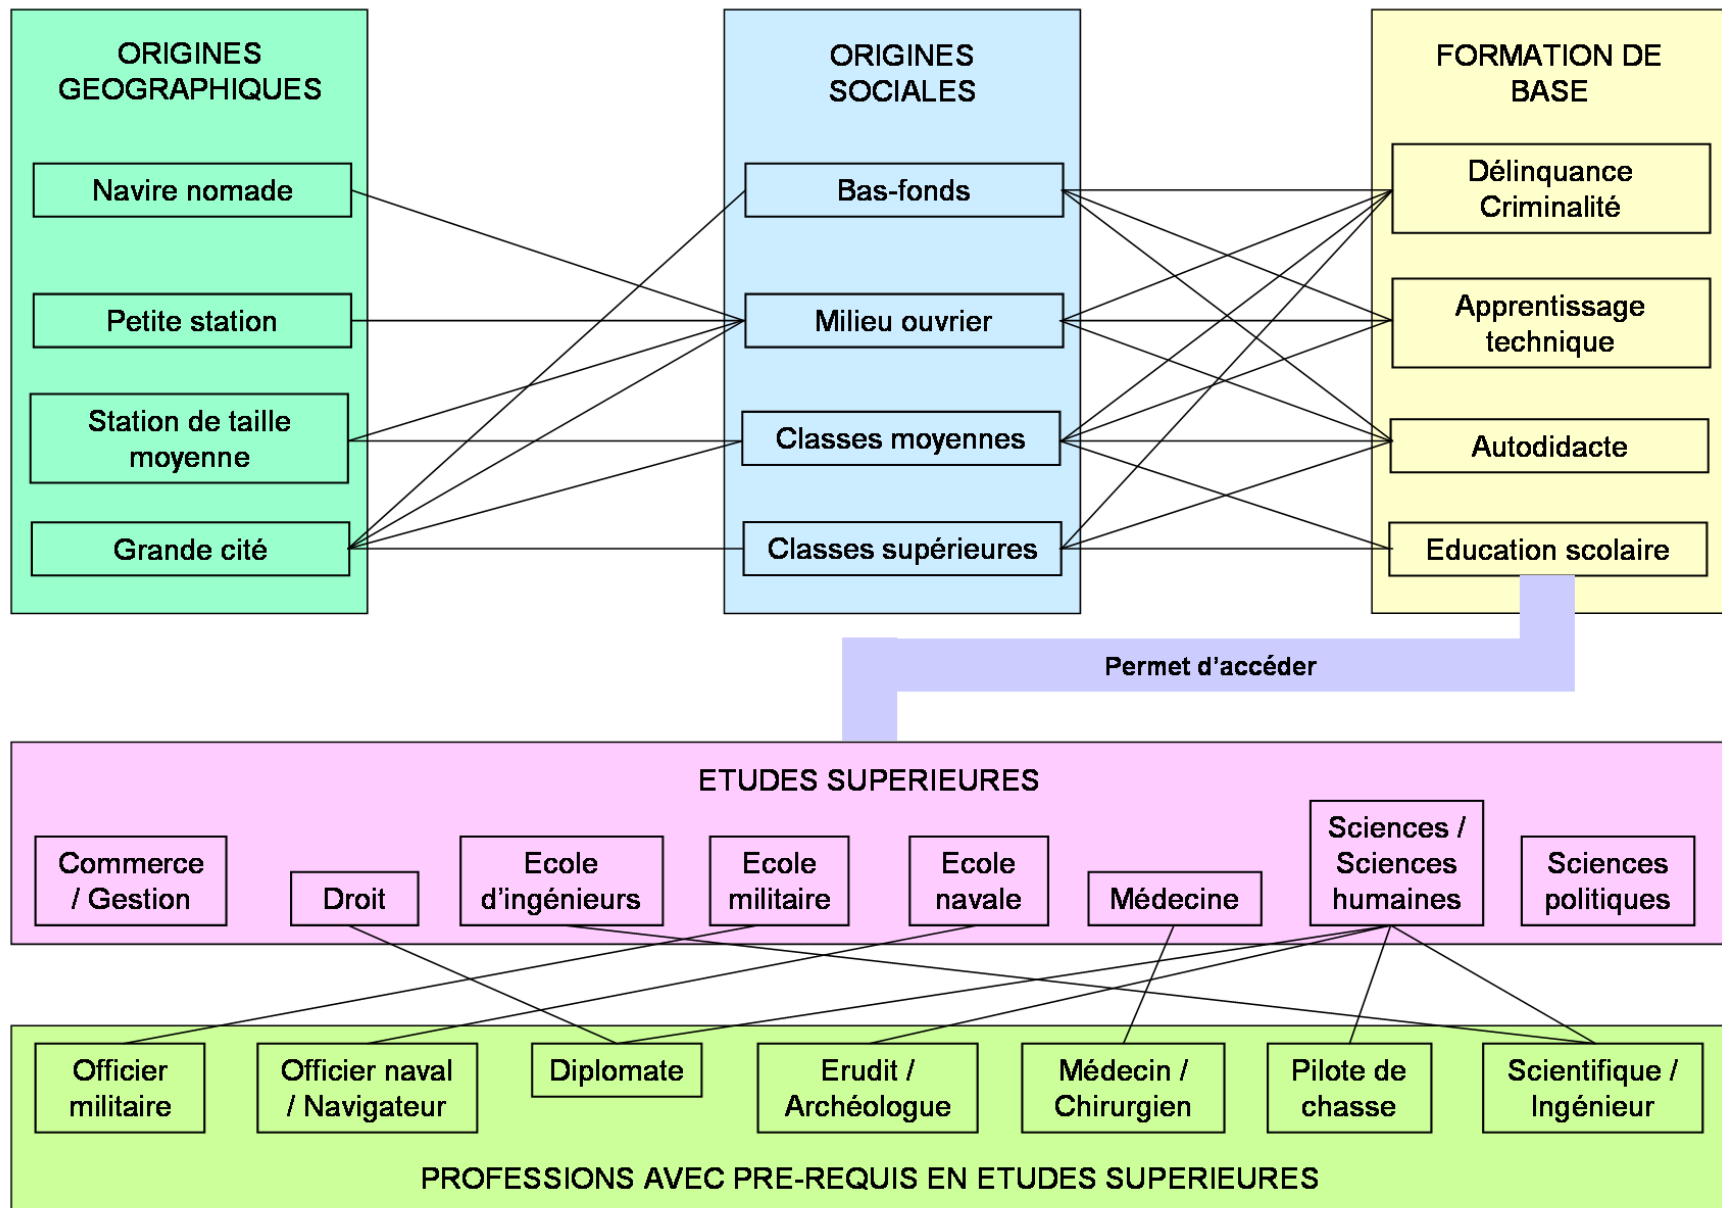 ORIGINES
GEOGRAPHIQUES
Navire nomade
Petite station
Station de taille
moyenne
Grande cité
ORIGINES
SOCIALES
Bas-fonds
Milieu ouvrier
Classes moyennes
Classes supérieures
FORMATION DE
BASE
Délinquance
Criminalité
Apprentissage
technique
Autodidacte
Education scolaire
Permet d'accéder
ETUDES SUPERIEURES
Commerce
/ Gestion
Droit
Ecole
d'ingénieurs
Ecole
militaire
Ecole
navale
Médecine
Sciences /
Sciences
humaines
Sciences
politiques
Officier
militaire
Officier naval
/ Navigateur
Diplomate
Erudit /
Archéologue
Médecin /
Chirurgien
Pilote de
chasse
Scientifique /
Ingénieur
PROFESSIONS AVEC PRE-REQUIS EN ETUDES SUPERIEURES